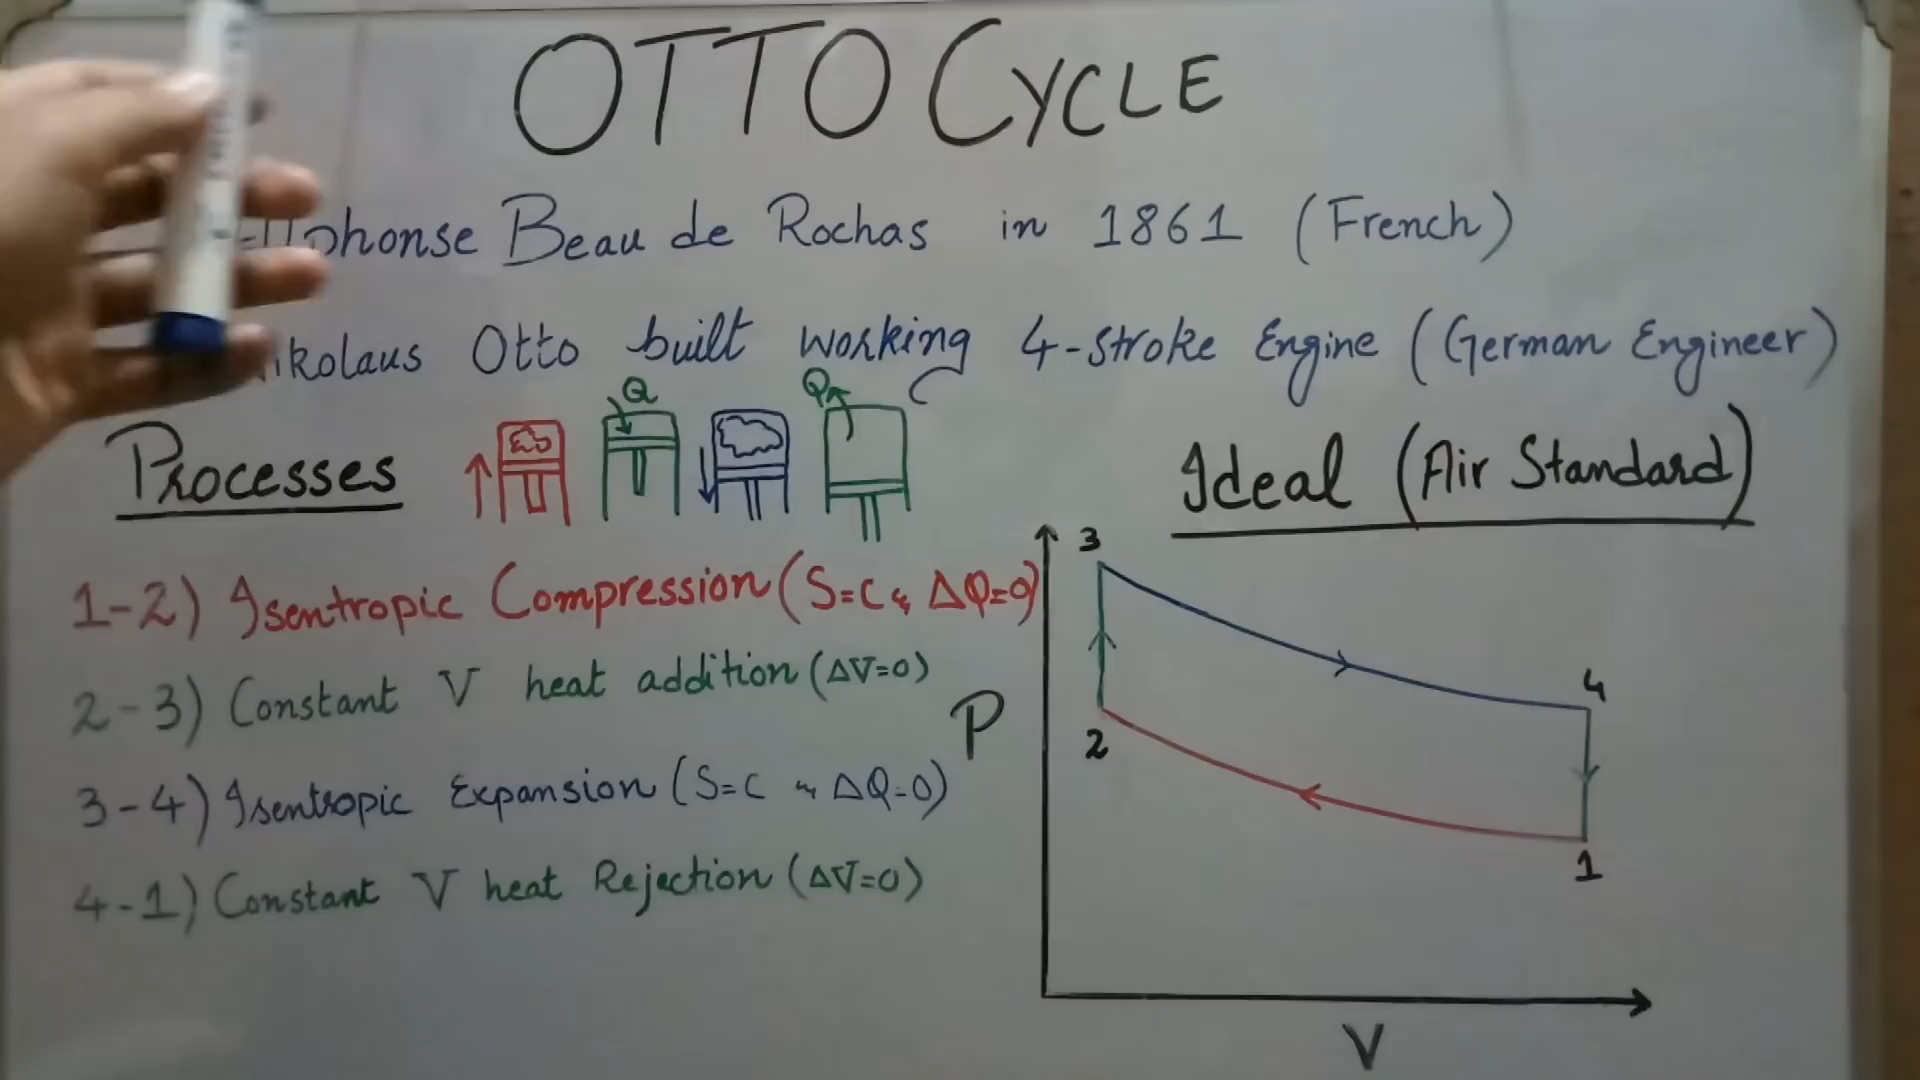 OTTO CYCLE
Alphonse Beau de Rochas in 1861 (French)
Nikolaus Otto built working 4-stroke Engine (German Engineer)
Q Q
Processes
Ideal (Air Standard)
1-2) Isentropic Compression (S=C & ΔQ=0)
2-3) Constant V heat addition (ΔV=0)
3-4) Isentropic Expansion (S=C & ΔQ=0)
4-1) Constant V heat Rejection (ΔV=0)
3
4
P
2
1
V